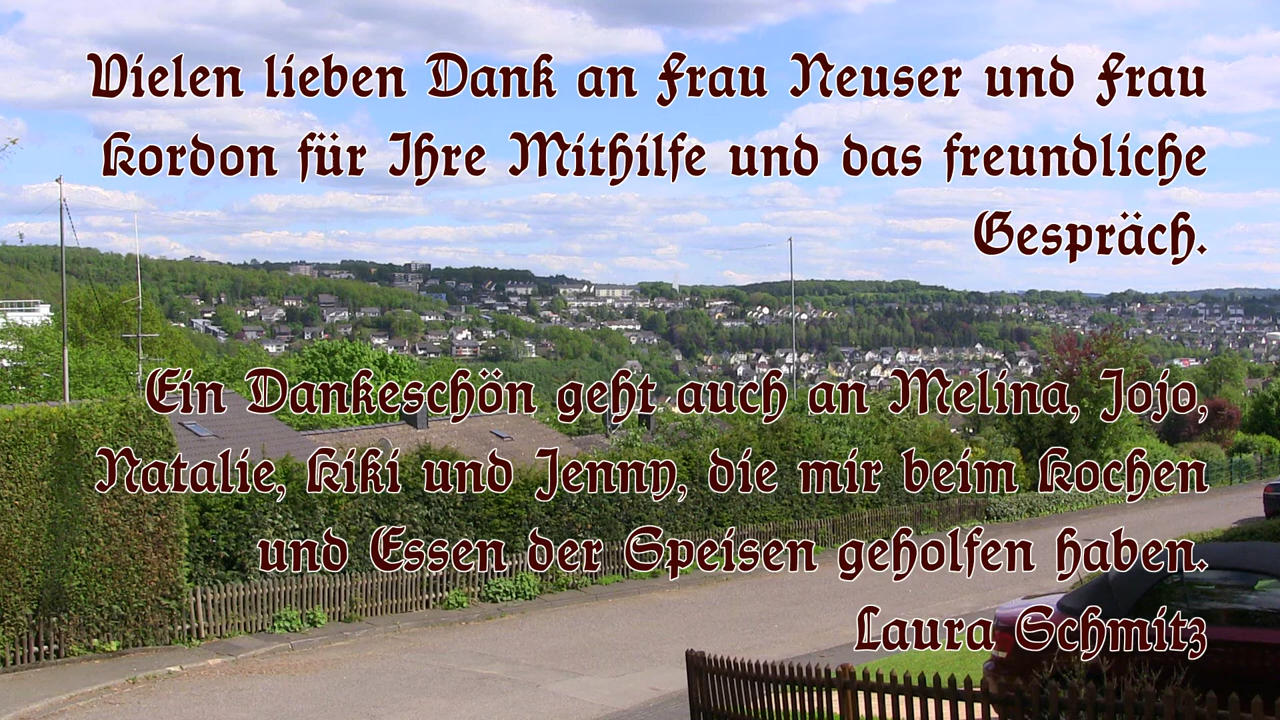 Vielen lieben Dank an Frau Neuser und Frau
Kordon für Ihre Mithilfe und das freundliche
Gespräch.
Ein Dankeschön geht auch an Melina, Jojo,
Natalie, Kiki und Jenny, die mir beim Kochen
und Essen der Speisen geholfen haben.
Laura Schmitz